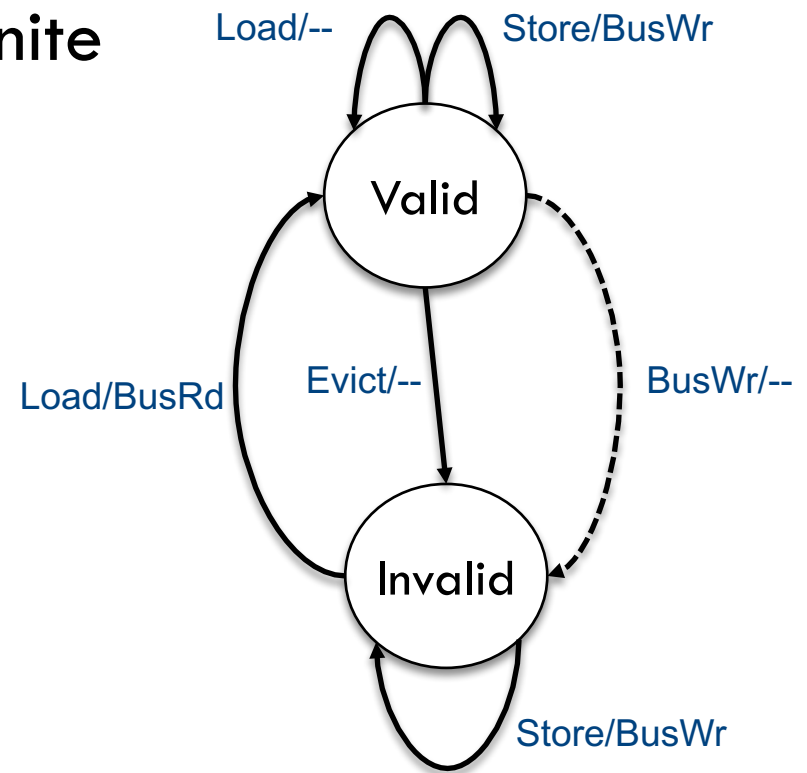 nite
Load/--
Store/BusWr
Valid
Load/BusRd
Evict/--
BusWr/--
Invalid
Store/BusWr